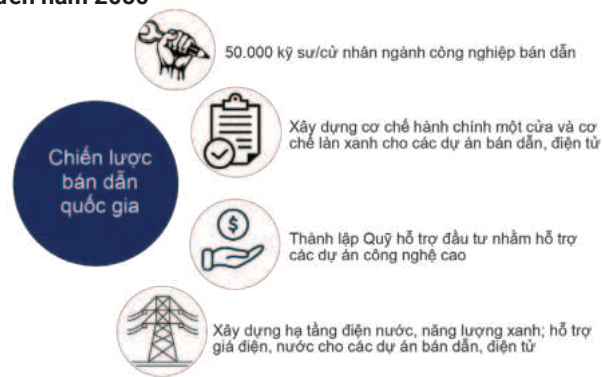 50.000 kỹ sư/cử nhân ngành công nghiệp bán dẫn
Xây dựng cơ chế hành chính một cửa và cơ
chế làn xanh cho các dự án bán dẫn, điện tử
Chiến lược
bán dẫn
quốc gia
$
Thành lập Quỹ hỗ trợ đầu tư nhằm hỗ trợ
các dự án công nghệ cao
Xây dựng hạ tầng điện nước, năng lượng xanh; hỗ trợ
giá điện, nước cho các dự án bán dẫn, điện tử